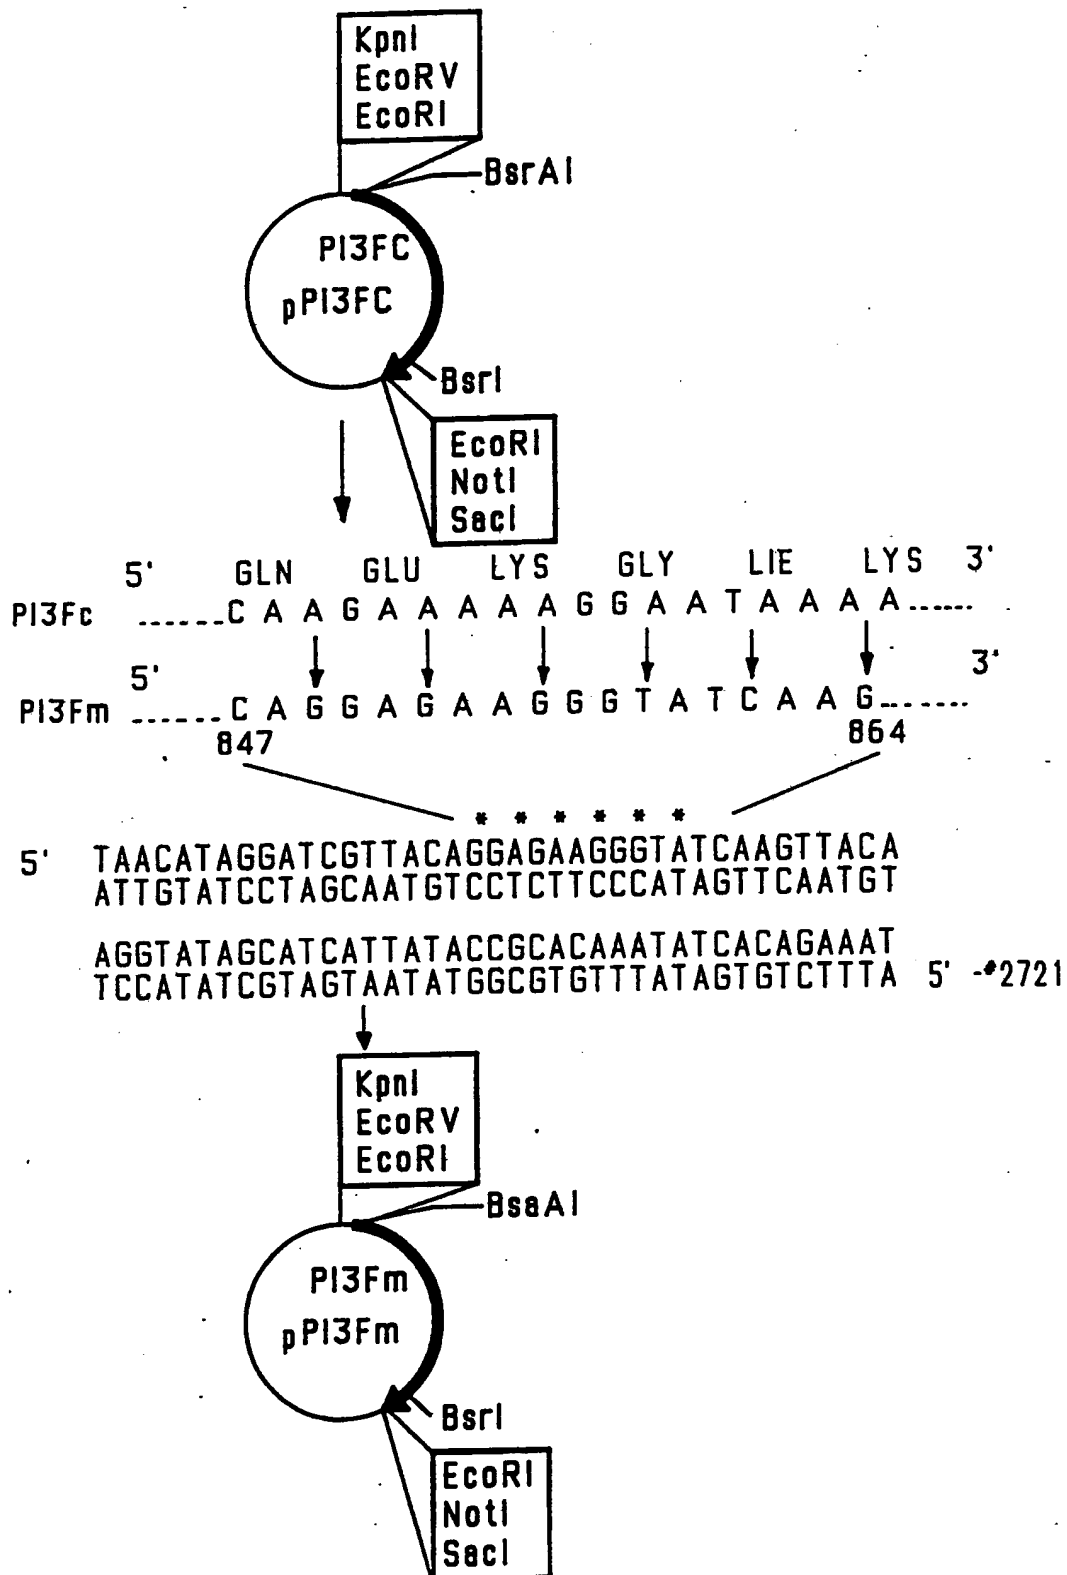 KpnI
EcoRV
EcoRI
BsrAI
PI3FC
pPI3FC
BsrI
EcoRI
NotI
SacI
5' GLN GLU LYS GLY LIE LYS 3'
PI3Fc ......C A A G A A A A A G G A A T A A A A......
5' 3'
PI3Fm ......C A G G A G A A G G G T A T C A A G.......
847 864
* * * * * *
5' TAACATAGGATCGTTACAGGAGAAGGGTATCAAGTTACA
ATTGTATCCTAGCAATGTCCTCTTCCCATAGTTCAATGT
AGGTATAGCATCATTATACCGCACAAATATCACAGAAAT
TCCATATCGTAGTAATATGGCGTGTTTATAGTGTCTTTA 5' -#2721
KpnI
EcoRV
EcoRI
BsaAI
PI3Fm
pPI3Fm
BsrI
EcoRI
NotI
SacI